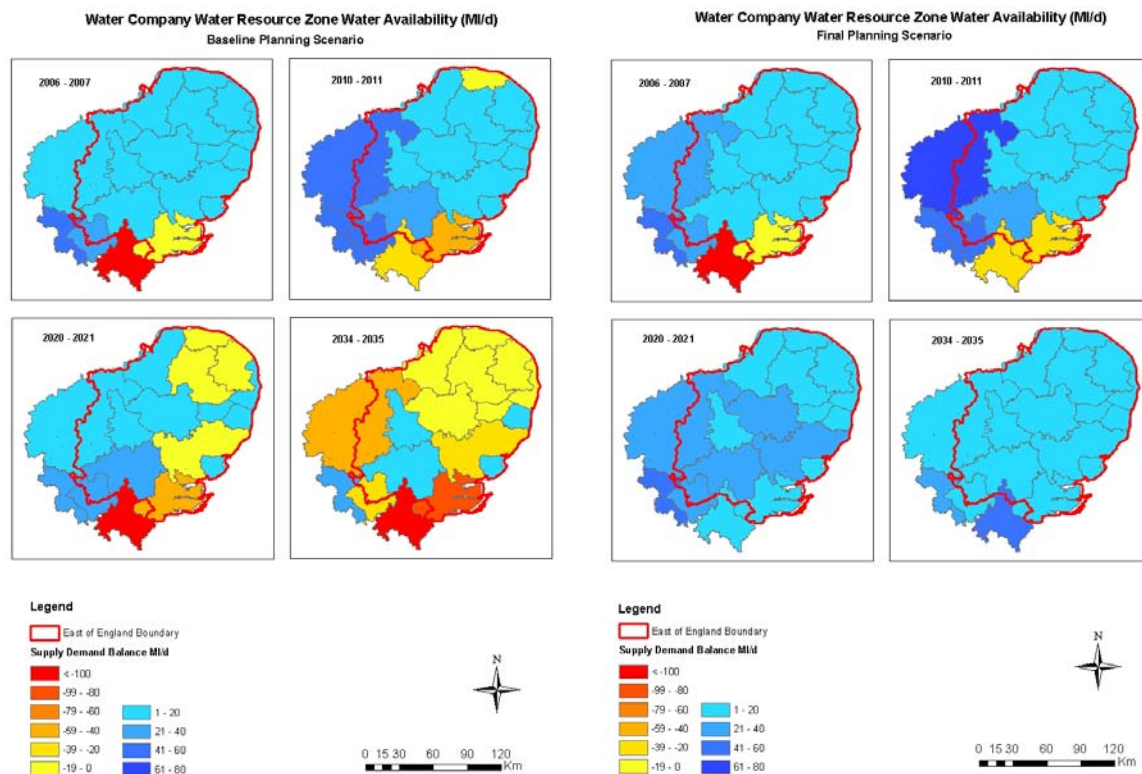 Water Company Water Resource Zone Water Availability (Ml/d)
Baseline Planning Scenario
2006 - 2007
2010 - 2011
2020 - 2021
2034 - 2035
Legend
East of England Boundary
Supply Demand Balance Ml/d
< -100
-99 - -80
-79 - -60
-59 - -40
-39 - -20
-19 - 0
1 - 20
21 - 40
41 - 60
61 - 80
N
0 15 30 60 90 120
Km
Water Company Water Resource Zone Water Availability (Ml/d)
Final Planning Scenario
2006 - 2007
2010 - 2011
2020 - 2021
2034 - 2035
Legend
East of England Boundary
Supply Demand Balance Ml/d
< -100
-99 - -80
-79 - -60
-59 - -40
-39 - -20
-19 - 0
1 - 20
21 - 40
41 - 60
61 - 80
N
0 15 30 60 90 120
Km